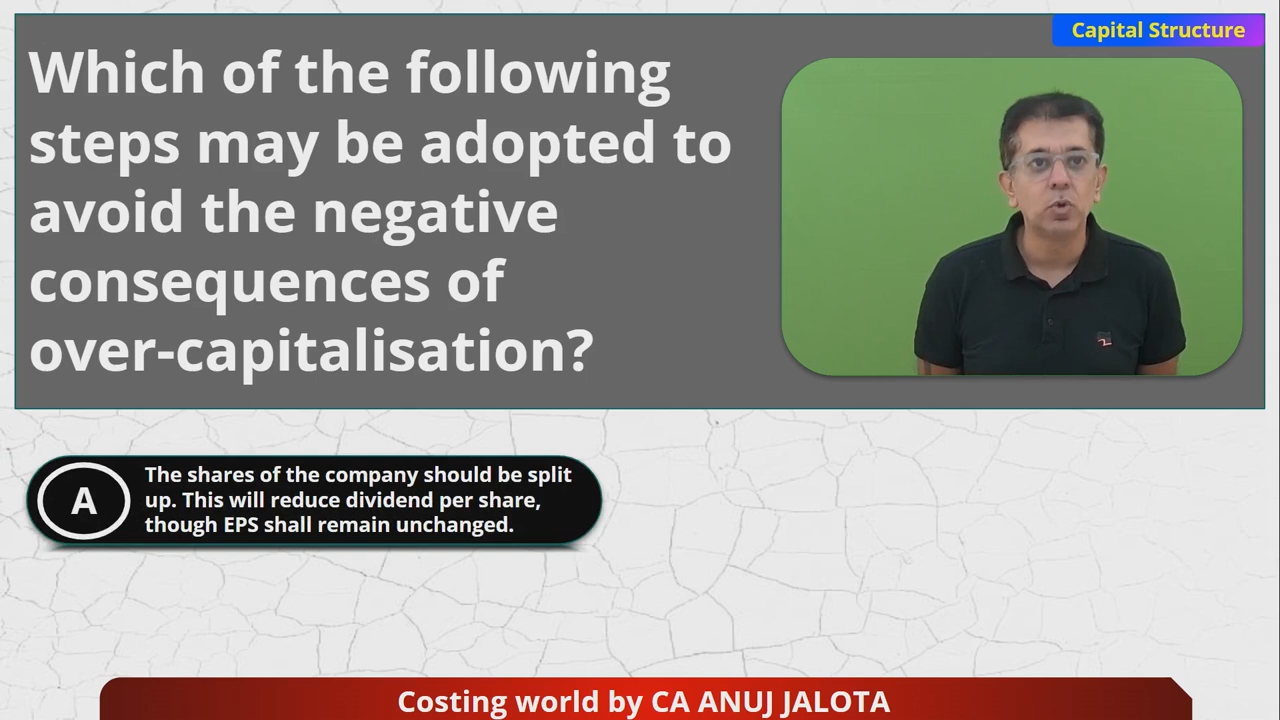 Capital Structure
Which of the following
steps may be adopted to
avoid the negative
consequences of
over-capitalisation?
A
The shares of the company should be split
up. This will reduce dividend per share,
though EPS shall remain unchanged.
Costing world by CA ANUJ JALOTA